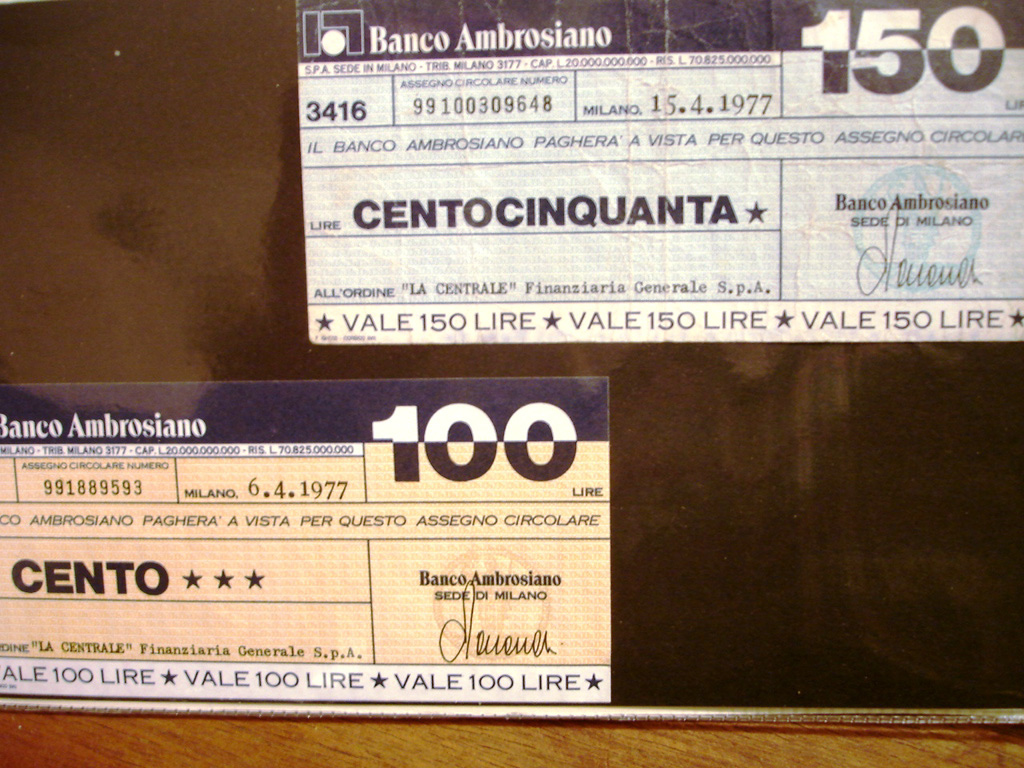 Banco Ambrosiano
150
S.P.A. SEDE IN MILANO - TRIB. MILANO 3177 - CAP. L.20.000.000.000 - RIS. L.70.825.000.000
ASSEGNO CIRCOLARE NUMERO
3416 99100309648 MILANO, 15.4.1977
LIR
IL BANCO AMBROSIANO PAGHERA' A VISTA PER QUESTO ASSEGNO CIRCOLAR
LIRE CENTOCINQUANTA ★
Banco Ambrosiano
SEDE DI MILANO
ALL'ORDINE "LA CENTRALE" Finanziaria Generale S.p.A.
★ VALE 150 LIRE ★ VALE 150 LIRE ★ VALE 150 LIRE ★
Banco Ambrosiano
100
MILANO - TRIB. MILANO 3177 - CAP. L.20.000.000.000 - RIS. L.70.825.000.000
ASSEGNO CIRCOLARE NUMERO
991889593 MILANO, 6.4.1977
LIRE
CO AMBROSIANO PAGHERA' A VISTA PER QUESTO ASSEGNO CIRCOLARE
CENTO ★ ★ ★
Banco Ambrosiano
SEDE DI MILANO
DINE "LA CENTRALE" Finanziaria Generale S.p.A.
ALE 100 LIRE ★ VALE 100 LIRE ★ VALE 100 LIRE ★